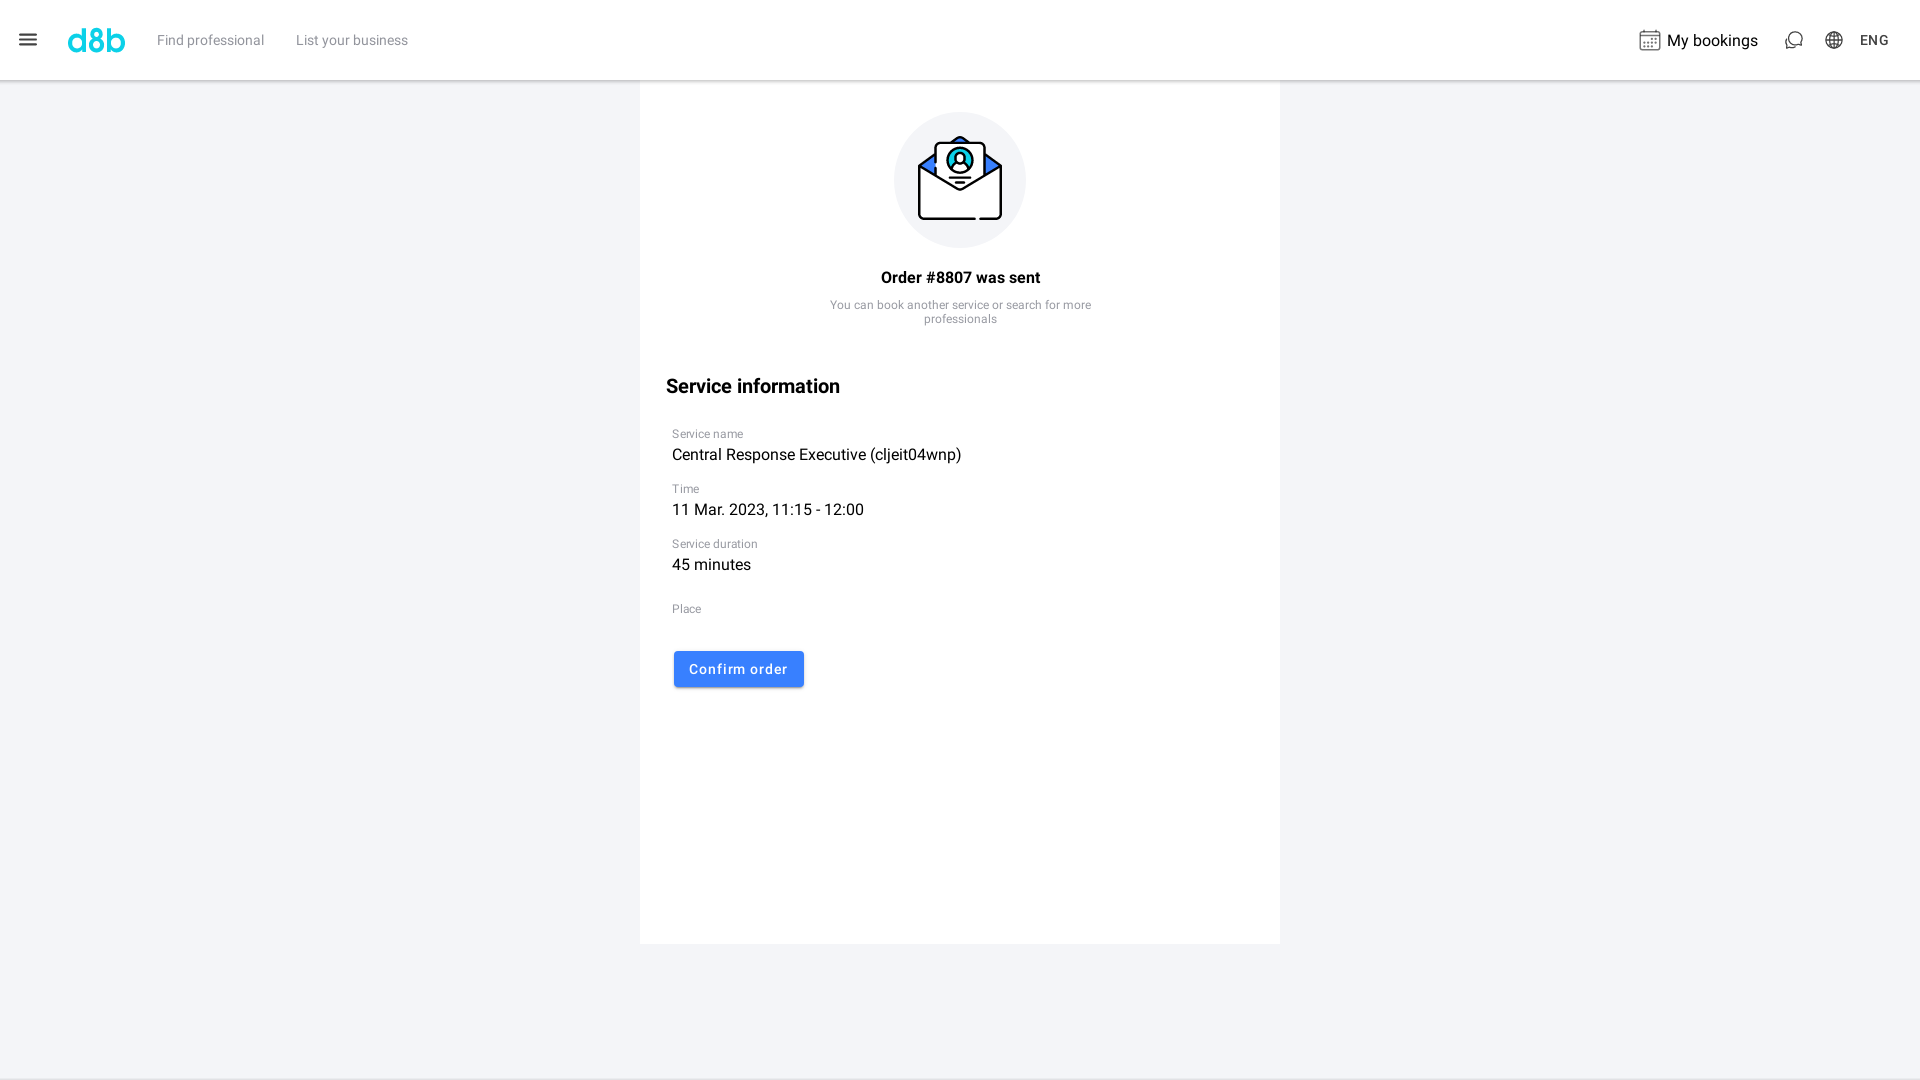 d8b
Find professional
List your business
My bookings
ENG
Order #8807 was sent
You can book another service or search for more
professionals
Service information
Service name
Central Response Executive (cljeit04wnp)
Time
11 Mar. 2023, 11:15 - 12:00
Service duration
45 minutes
Place
Confirm order